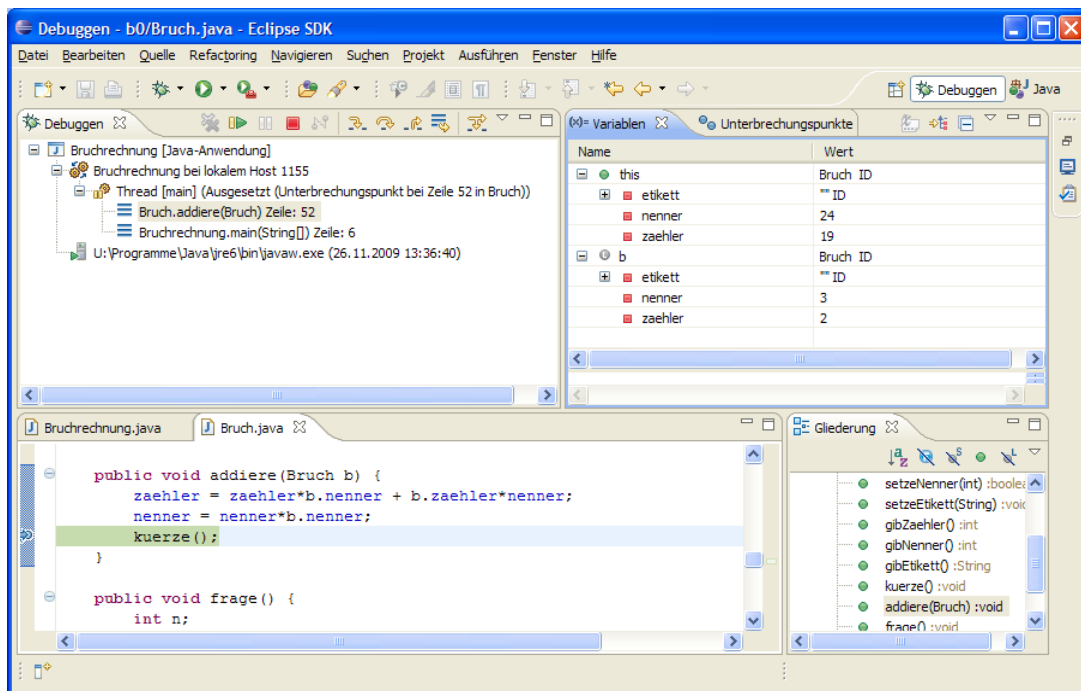 Debuggen - b0/Bruch.java - Eclipse SDK
Datei Bearbeiten Quelle Refactoring Navigieren Suchen Projekt Ausführen Fenster Hilfe
Debuggen Java
Debuggen
Bruchrechnung [Java-Anwendung]
Bruchrechnung bei lokalem Host 1155
Thread [main] (Ausgesetzt (Unterbrechungspunkt bei Zeile 52 in Bruch))
Bruch.addiere(Bruch) Zeile: 52
Bruchrechnung.main(String[]) Zeile: 6
U:\Programme\Java\jre6\bin\javaw.exe (26.11.2009 13:36:40)
(x)= Variablen Unterbrechungspunkte
Name Wert
this Bruch ID
etikett "" ID
nenner 24
zaehler 19
b Bruch ID
etikett "" ID
nenner 3
zaehler 2
Bruchrechnung.java Bruch.java
public void addiere(Bruch b) {
zaehler = zaehler*b.nenner + b.zaehler*nenner;
nenner = nenner*b.nenner;
kuerze();
}
public void frage() {
int n;
Gliederung
setzeNenner(int) :boolea
setzeEtikett(String) :void
gibZaehler() :int
gibNenner() :int
gibEtikett() :String
kuerze() :void
addiere(Bruch) :void
frage() :void